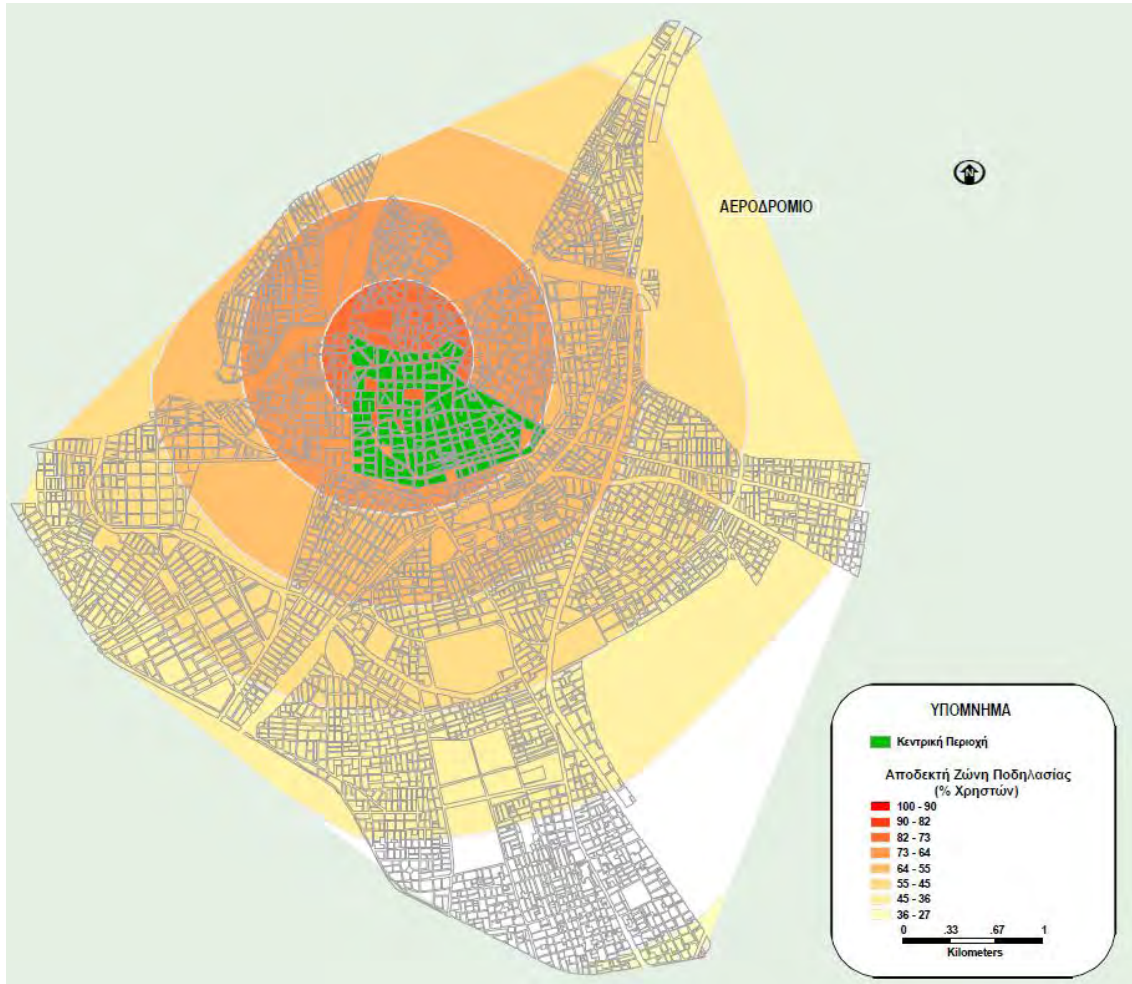 N
ΑΕΡΟΔΡΟΜΙΟ
ΥΠΟΜΝΗΜΑ
Κεντρική Περιοχή
Αποδεκτή Ζώνη Ποδηλασίας
(% Χρηστών)
100 - 90
90 - 82
82 - 73
73 - 64
64 - 55
55 - 45
45 - 36
36 - 27
0 .33 .67 1
Kilometers